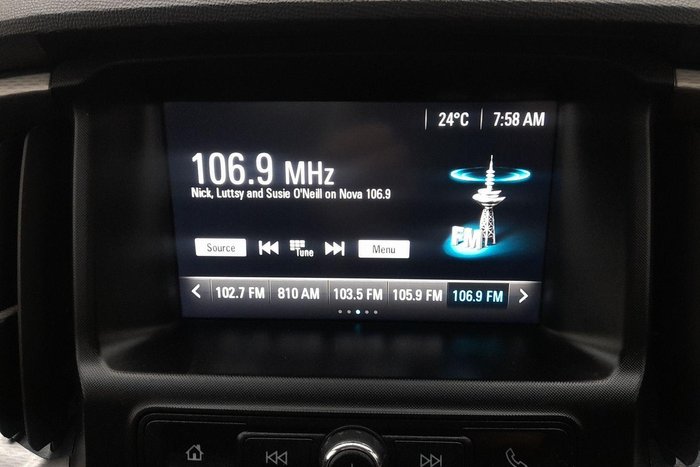 24°C 7:58 AM
106.9 MHz
Nick, Luttsy and Susie O'Neill on Nova 106.9
FM
Source Tune Menu
102.7 FM 810 AM 103.5 FM 105.9 FM 106.9 FM